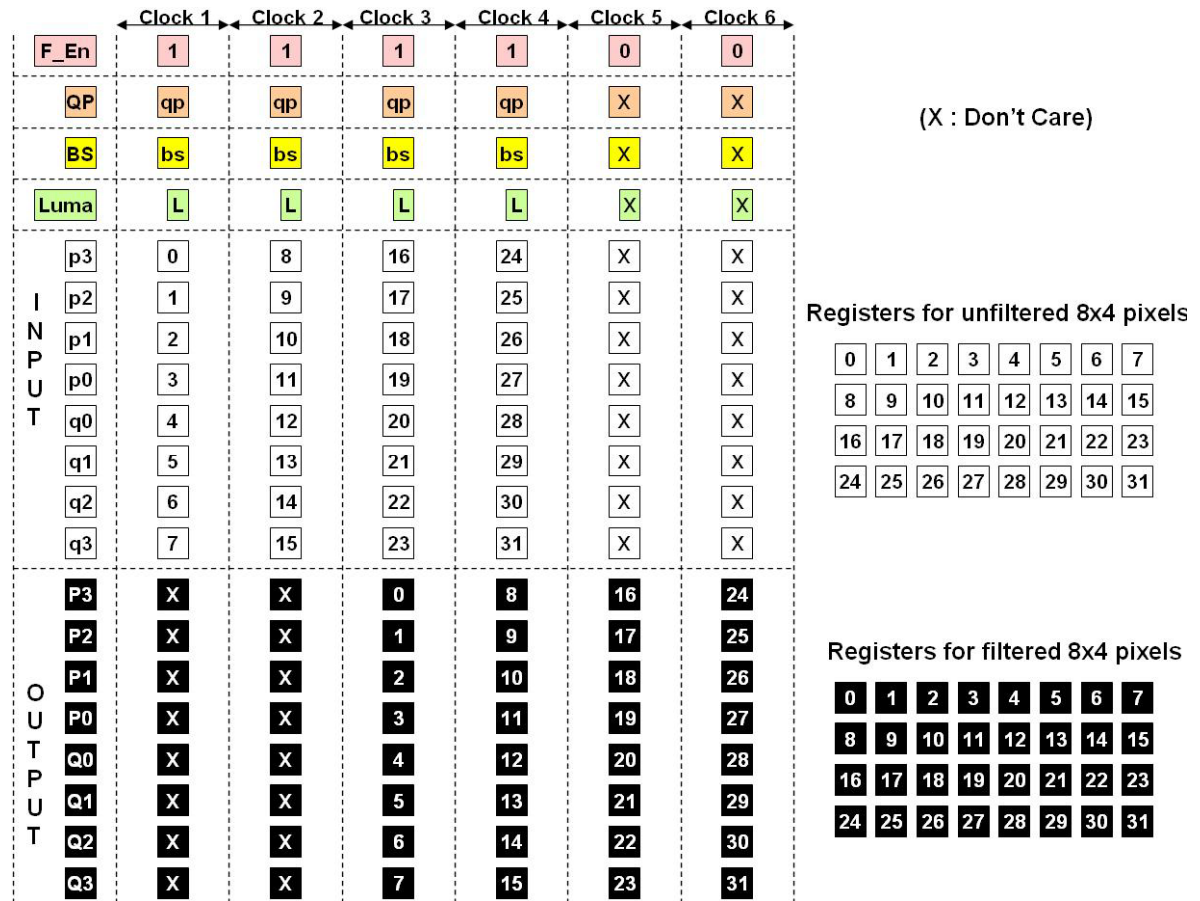 Clock 1 Clock 2 Clock 3 Clock 4 Clock 5 Clock 6
F_En 1 1 1 1 0 0
QP qp qp qp qp X X
(X : Don't Care)
BS bs bs bs bs X X
Luma L L L L X X
INPUT
p3 0 8 16 24 X X
p2 1 9 17 25 X X
p1 2 10 18 26 X X
p0 3 11 19 27 X X
q0 4 12 20 28 X X
q1 5 13 21 29 X X
q2 6 14 22 30 X X
q3 7 15 23 31 X X
Registers for unfiltered 8x4 pixels
0 1 2 3 4 5 6 7
8 9 10 11 12 13 14 15
16 17 18 19 20 21 22 23
24 25 26 27 28 29 30 31
OUTPUT
P3 X X 0 8 16 24
P2 X X 1 9 17 25
P1 X X 2 10 18 26
P0 X X 3 11 19 27
Q0 X X 4 12 20 28
Q1 X X 5 13 21 29
Q2 X X 6 14 22 30
Q3 X X 7 15 23 31
Registers for filtered 8x4 pixels
0 1 2 3 4 5 6 7
8 9 10 11 12 13 14 15
16 17 18 19 20 21 22 23
24 25 26 27 28 29 30 31